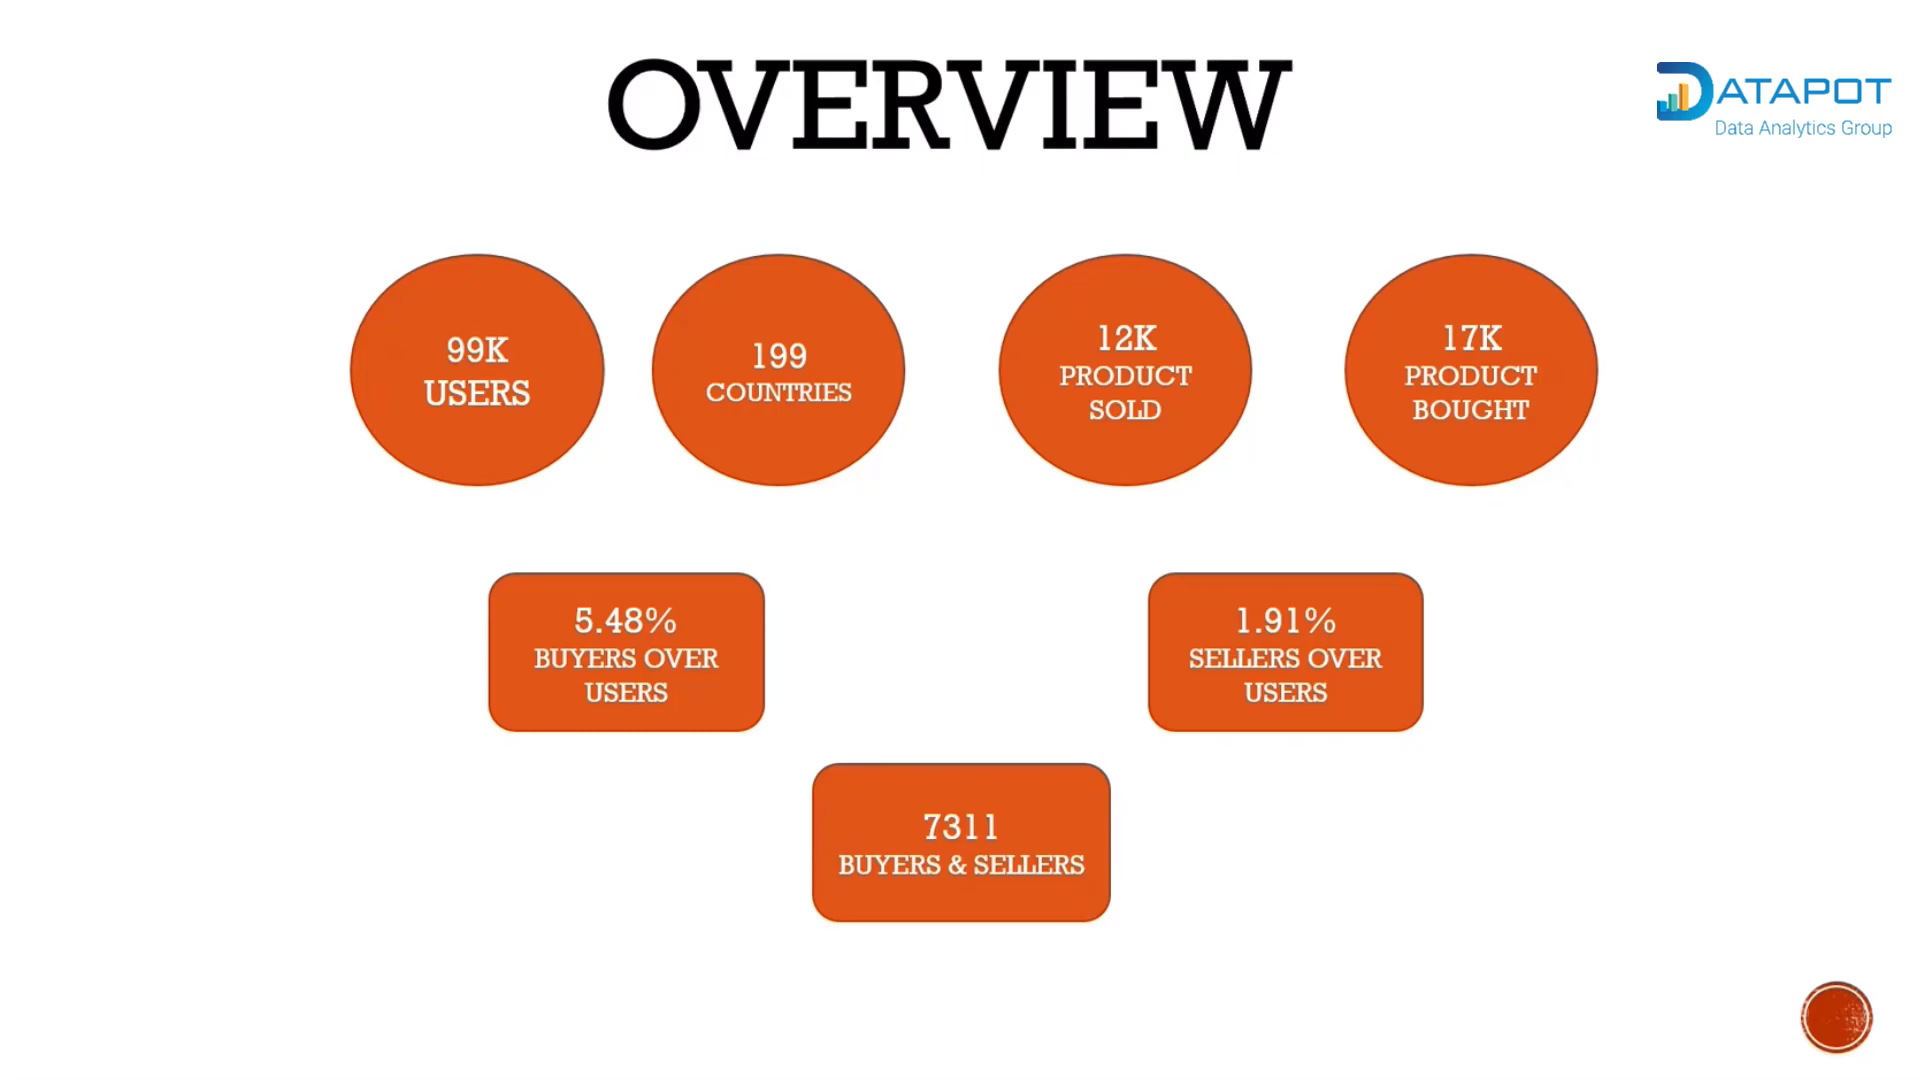 OVERVIEW
DATAPOT
Data Analytics Group
99K
USERS
199
COUNTRIES
12K
PRODUCT
SOLD
17K
PRODUCT
BOUGHT
5.48%
BUYERS OVER
USERS
1.91%
SELLERS OVER
USERS
7311
BUYERS & SELLERS